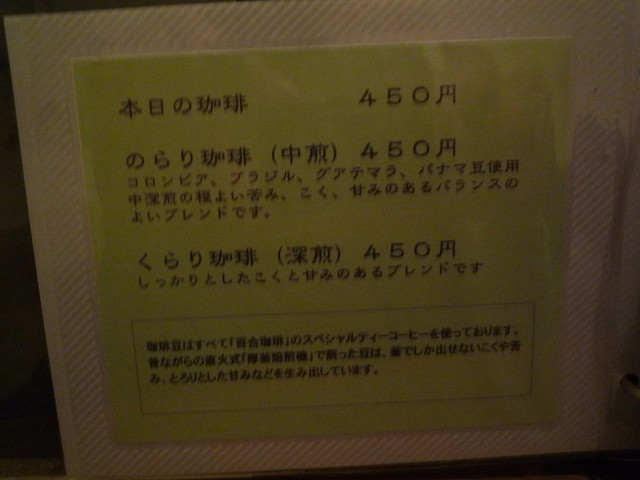 本日の珈琲 450円
のらり珈琲（中煎）450円
コロンビア、ブラジル、グアテマラ、パナマ豆使用
中深煎の程よい苦み、こく、甘みのあるバランスの
よいブレンドです。
くらり珈琲（深煎）450円
しっかりとしたこくと甘みのあるブレンドです
珈琲豆はすべて「百合珈琲」のスペシャルティーコーヒーを使っております。
昔ながらの直火式「厚釜焙煎機」で煎った豆は、釜でしか出せないこくや苦
み、とろりとした甘みなどを生み出しています。